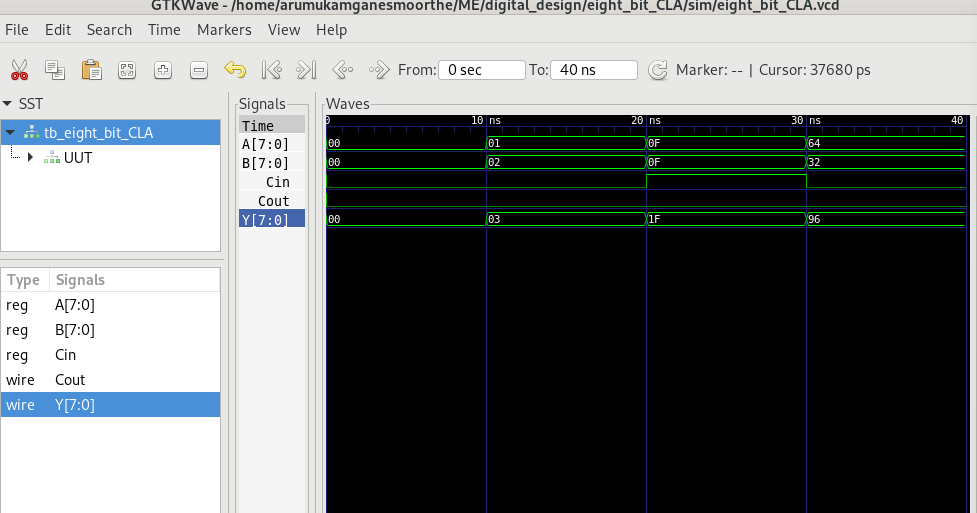 GTKWave - /home/arumukamganesmoorthe/ME/digital_design/eight_bit_CLA/sim/eight_bit_CLA.vcd
File Edit Search Time Markers View Help
From: 0 sec To: 40 ns Marker: -- | Cursor: 37680 ps
SST
tb_eight_bit_CLA
UUT
Type Signals
reg A[7:0]
reg B[7:0]
reg Cin
wire Cout
wire Y[7:0]
Signals
Time
A[7:0]
B[7:0]
Cin
Cout
Y[7:0]
Waves
0 10 ns 20 ns 30 ns 40
00 01 0F 64
00 02 0F 32
00 03 1F 96